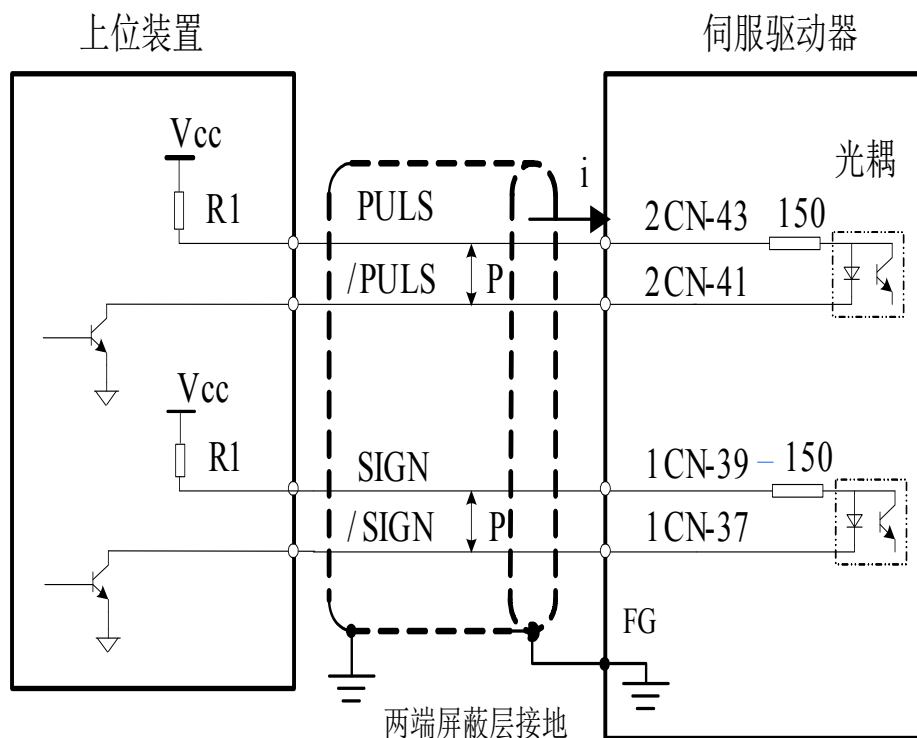 上位装置
伺服驱动器
Vcc
R1
PULS
i
2CN-43
150
光耦
/PULS
P
2CN-41
Vcc
R1
SIGN
1CN-39 –
150
/SIGN
P
1CN-37
FG
两端屏蔽层接地